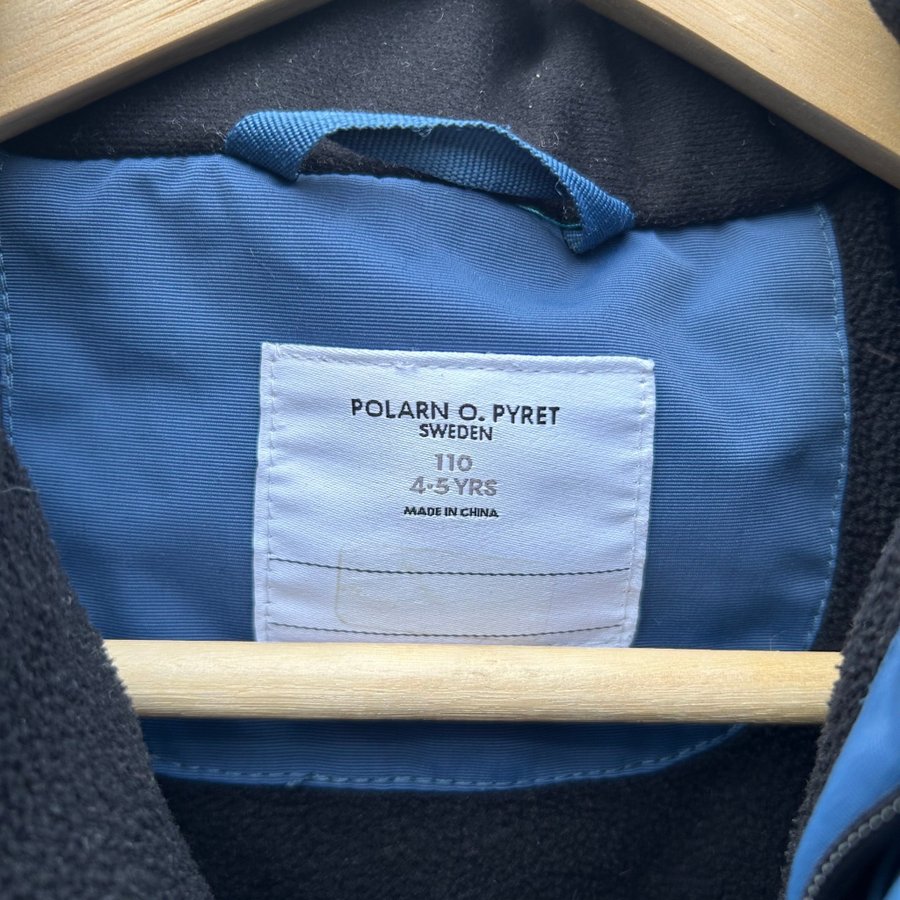 POLARN O. PYRET
SWEDEN
110
4-5 YRS
MADE IN CHINA